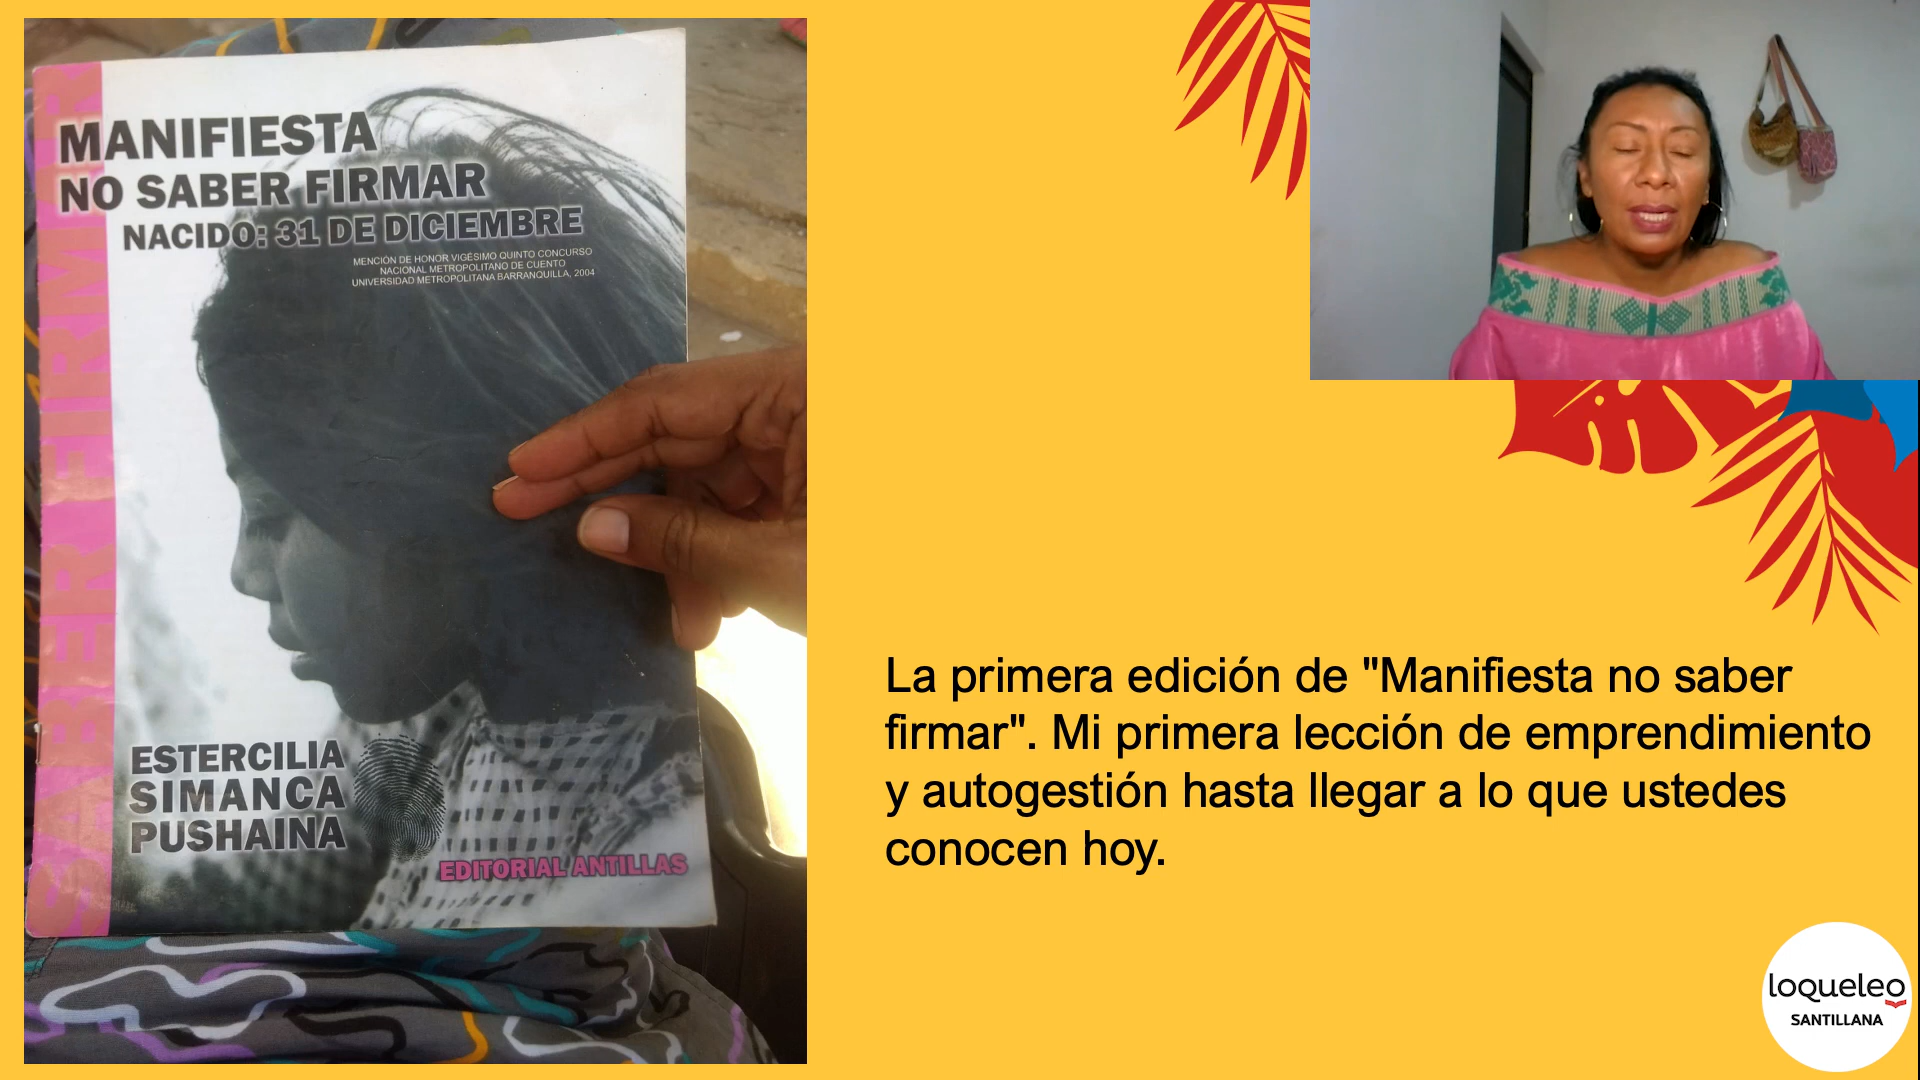 SABER FIRMAR
MANIFIESTA
NO SABER FIRMAR
NACIDO: 31 DE DICIEMBRE
MENCIÓN DE HONOR VIGÉSIMO QUINTO CONCURSO
NACIONAL METROPOLITANO DE CUENTO
UNIVERSIDAD METROPOLITANA BARRANQUILLA, 2004
ESTERCILIA
SIMANCA
PUSHAINA
EDITORIAL ANTILLAS
La primera edición de "Manifiesta no saber
firmar". Mi primera lección de emprendimiento
y autogestión hasta llegar a lo que ustedes
conocen hoy.
loqueleo
SANTILLANA